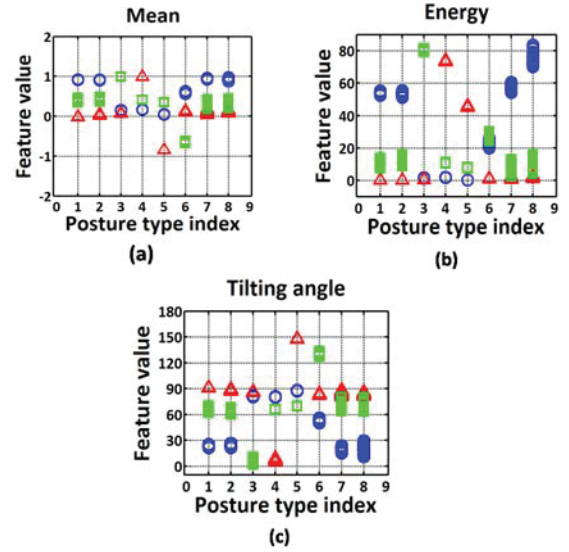 Mean
Feature value
2
1
0
-1
-2
0 1 2 3 4 5 6 7 8 9
Posture type index
(a)
Energy
Feature value
80
60
40
20
0
0 1 2 3 4 5 6 7 8 9
Posture type index
(b)
Tilting angle
Feature value
180
150
120
90
60
30
0
0 1 2 3 4 5 6 7 8 9
Posture type index
(c)